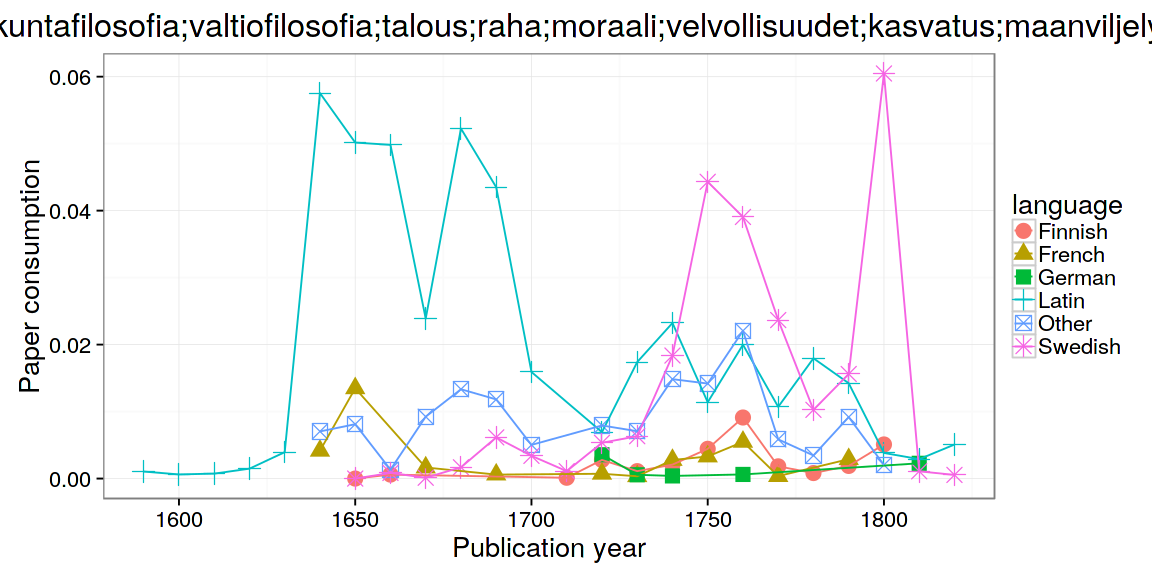 kuntafilosofia;valtiofilosofia;talous;raha;moraali;velvollisuudet;kasvatus;maanviljely
0.06
0.04
0.02
0.00
Paper consumption
1600
1650
1700
1750
1800
Publication year
language
Finnish
French
German
Latin
Other
Swedish